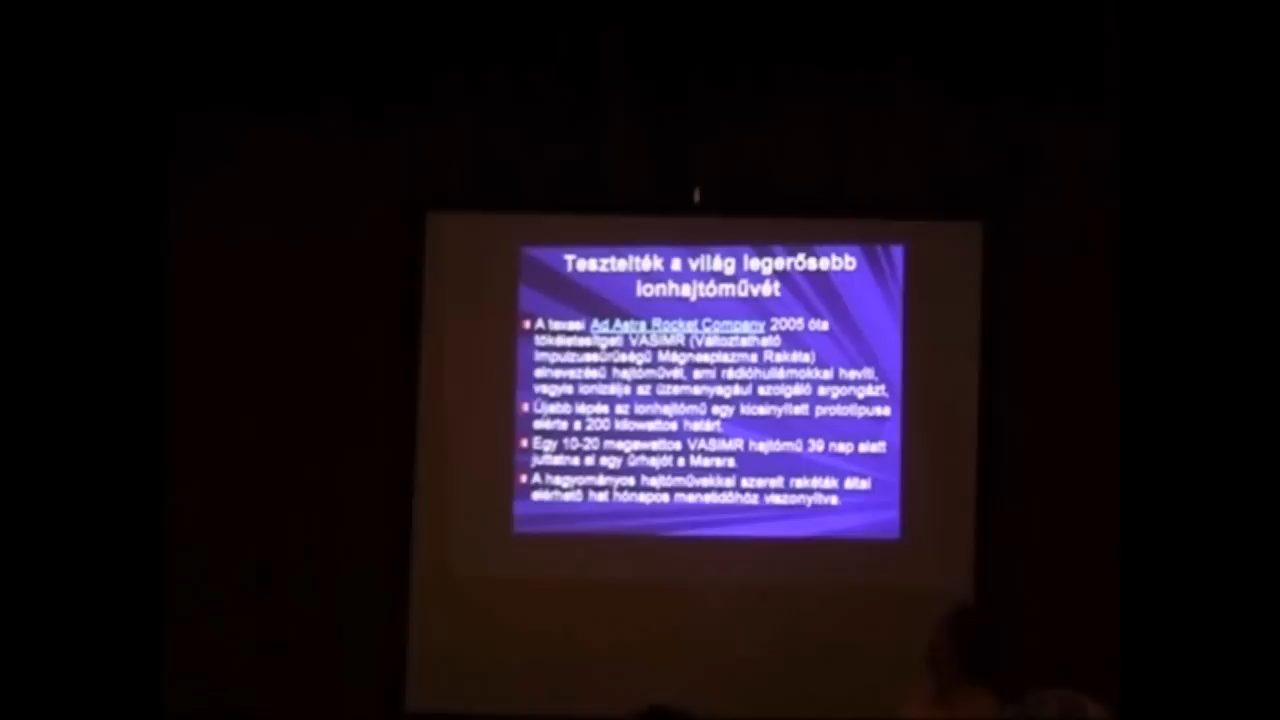 Tesztelték a világ legerősebb
ionhajtóművét
A texasi Ad Astra Rocket Company 2005 óta
tökéletesítgeti VASIMR (Változtatható
Impulzussűrűségű Mágnesplazma Rakéta)
elnevezésű hajtóművét, ami rádióhullámokkal hevíti,
vagyis ionizálja az üzemanyagául szolgáló argongázt.
Újabb lépés az ionhajtómű egy kicsinyített prototípusa
elérte a 200 kilowattos határt.
Egy 10-20 megawattos VASIMR hajtómű 39 nap alatt
juttatna el egy űrhajót a Marsra.
A hagyományos hajtóművekkel szerelt rakéták által
elérhető hat hónapos menetidőhöz viszonyítva.